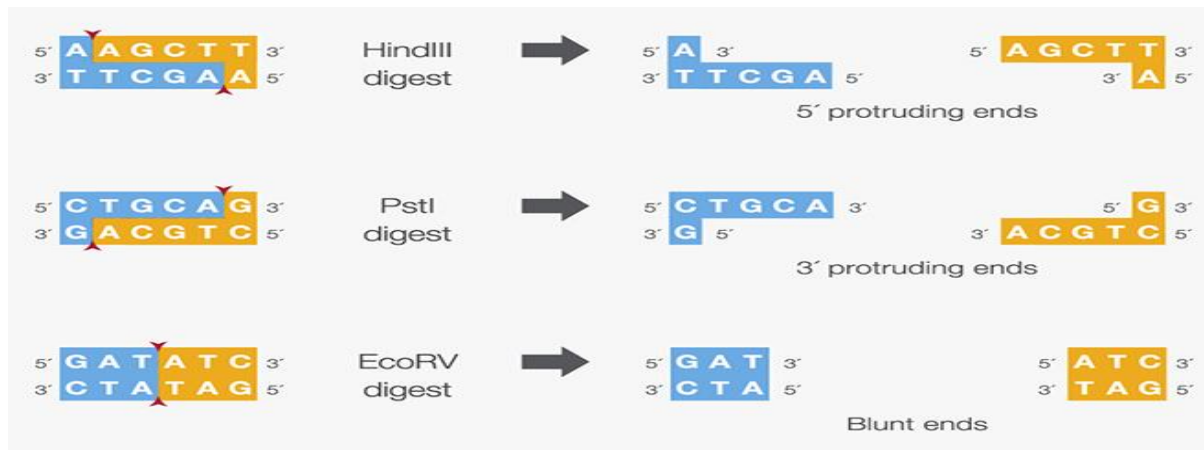 5′ A A G C T T 3′ HindIII 5′ A 3′ 5′ A G C T T 3′
3′ T T C G A A 5′ digest 3′ T T C G A 5′ 3′ A 5′
5′ protruding ends
5′ C T G C A G 3′ PstI 5′ C T G C A 3′ 5′ G 3′
3′ G A C G T C 5′ digest 3′ G 5′ 3′ A C G T C 5′
3′ protruding ends
5′ G A T A T C 3′ EcoRV 5′ G A T 3′ 5′ A T C 3′
3′ C T A T A G 5′ digest 3′ C T A 5′ 3′ T A G 5′
Blunt ends